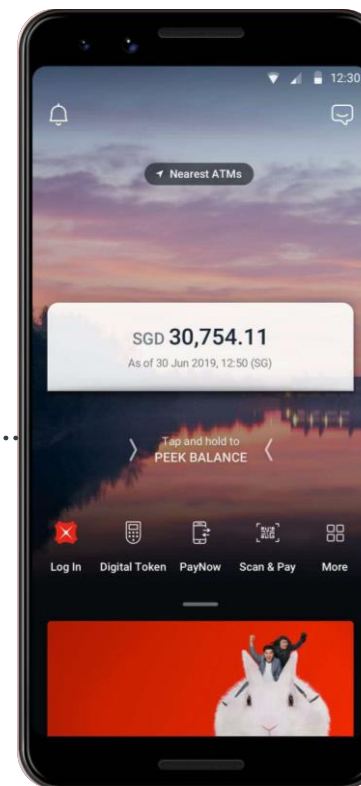 12:30
Nearest ATMs
SGD 30,754.11
As of 30 Jun 2019, 12:50 (SG)
Tap and hold to
PEEK BALANCE
Log In Digital Token PayNow Scan & Pay More